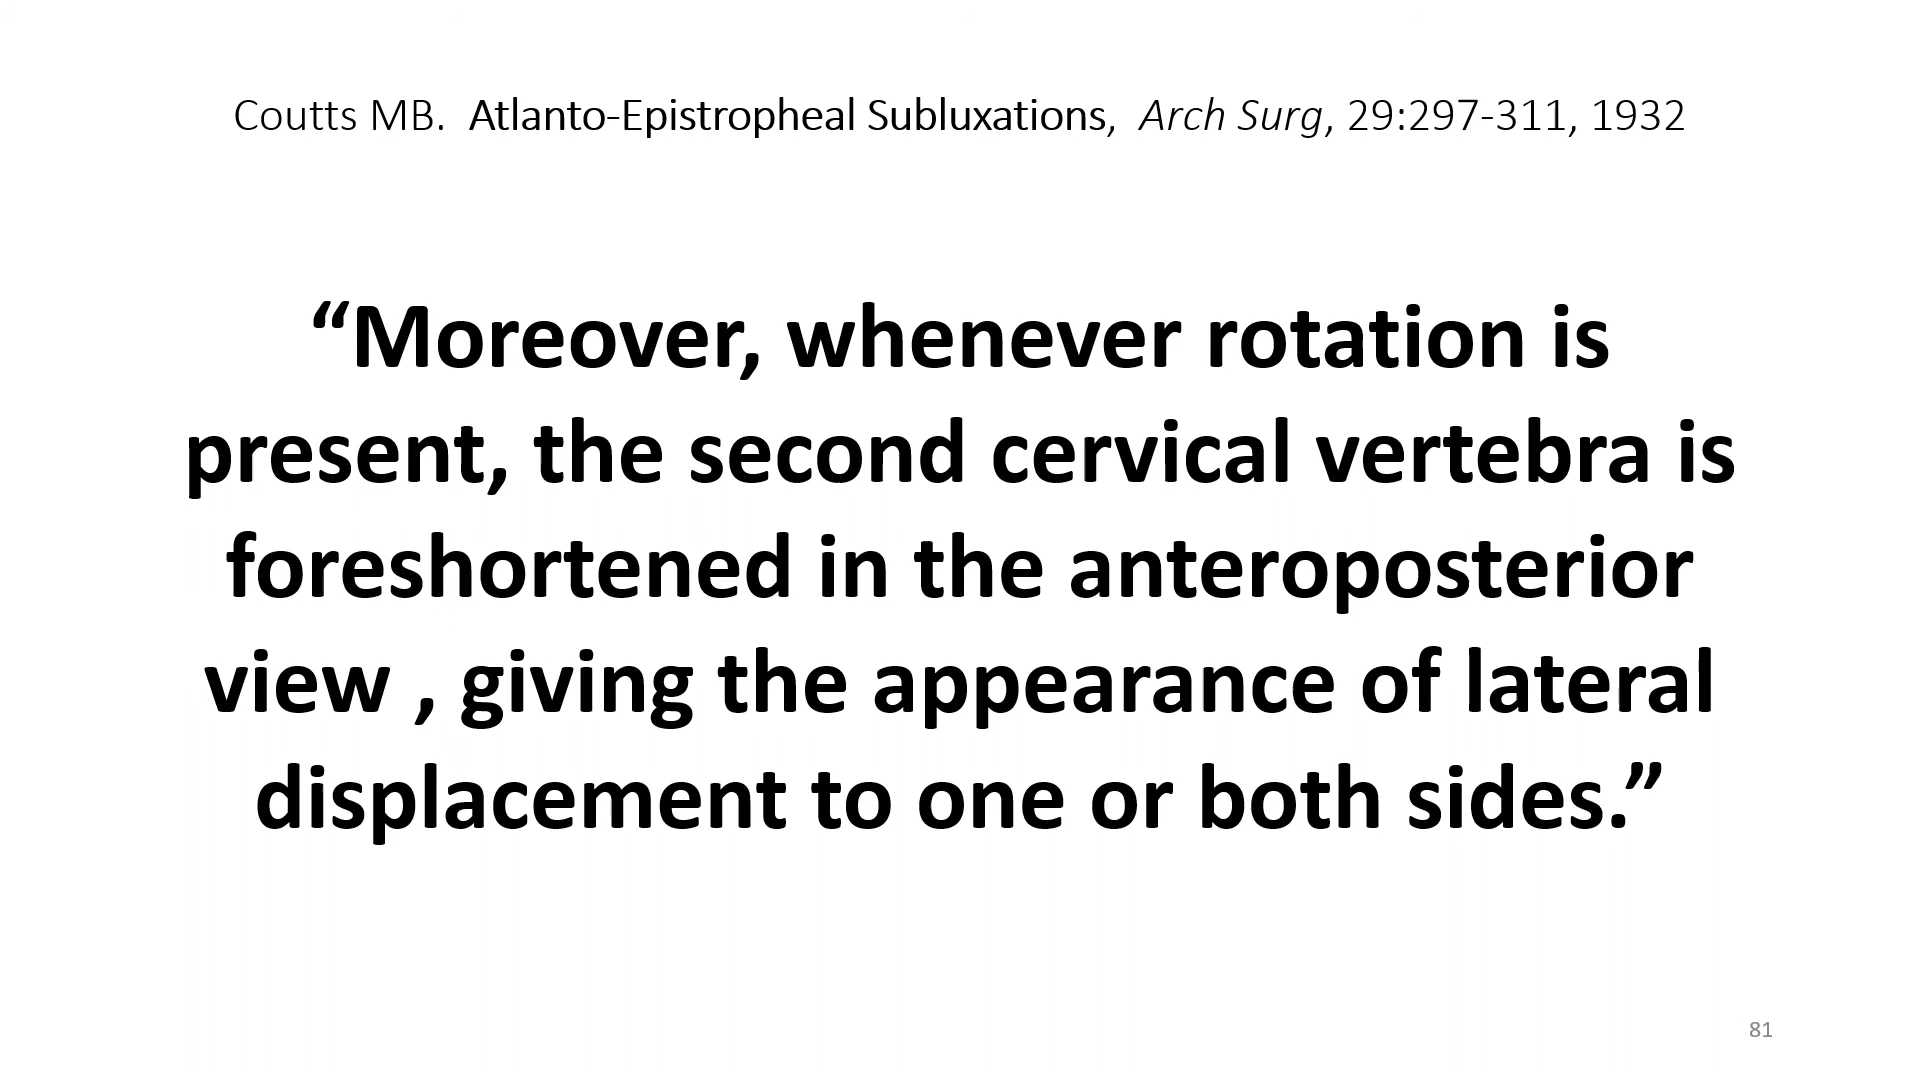 Coutts MB.  Atlanto-Epistropheal Subluxations,  Arch Surg, 29:297-311, 1932
“Moreover, whenever rotation is
present, the second cervical vertebra is
foreshortened in the anteroposterior
view , giving the appearance of lateral
displacement to one or both sides.”
81